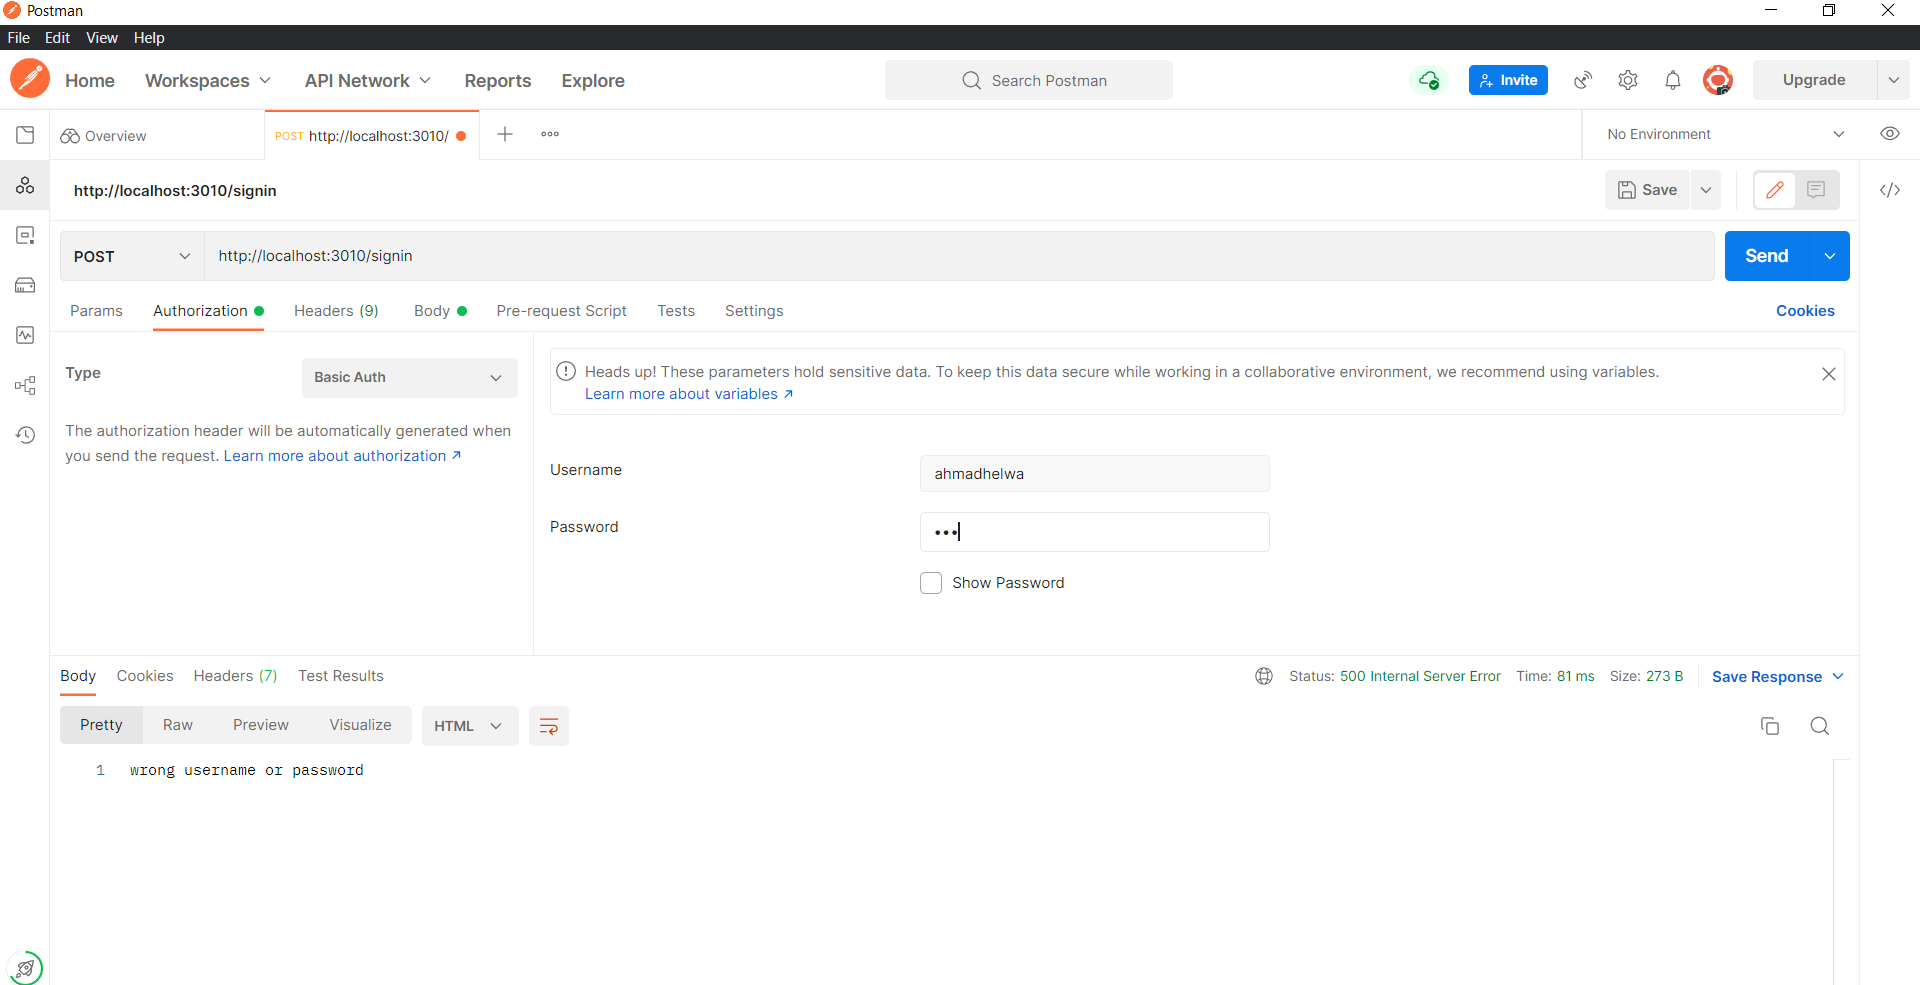 Postman
File Edit View Help
Home Workspaces API Network Reports Explore Search Postman Invite Upgrade
Overview POST http://localhost:3010/ No Environment
http://localhost:3010/signin Save
POST http://localhost:3010/signin Send
Params Authorization Headers (9) Body Pre-request Script Tests Settings Cookies
Type Basic Auth
The authorization header will be automatically generated when
you send the request. Learn more about authorization
Heads up! These parameters hold sensitive data. To keep this data secure while working in a collaborative environment, we recommend using variables.
Learn more about variables
Username ahmadhelwa
Password •••
Show Password
Body Cookies Headers (7) Test Results Status: 500 Internal Server Error Time: 81 ms Size: 273 B Save Response
Pretty Raw Preview Visualize HTML
1 wrong username or password